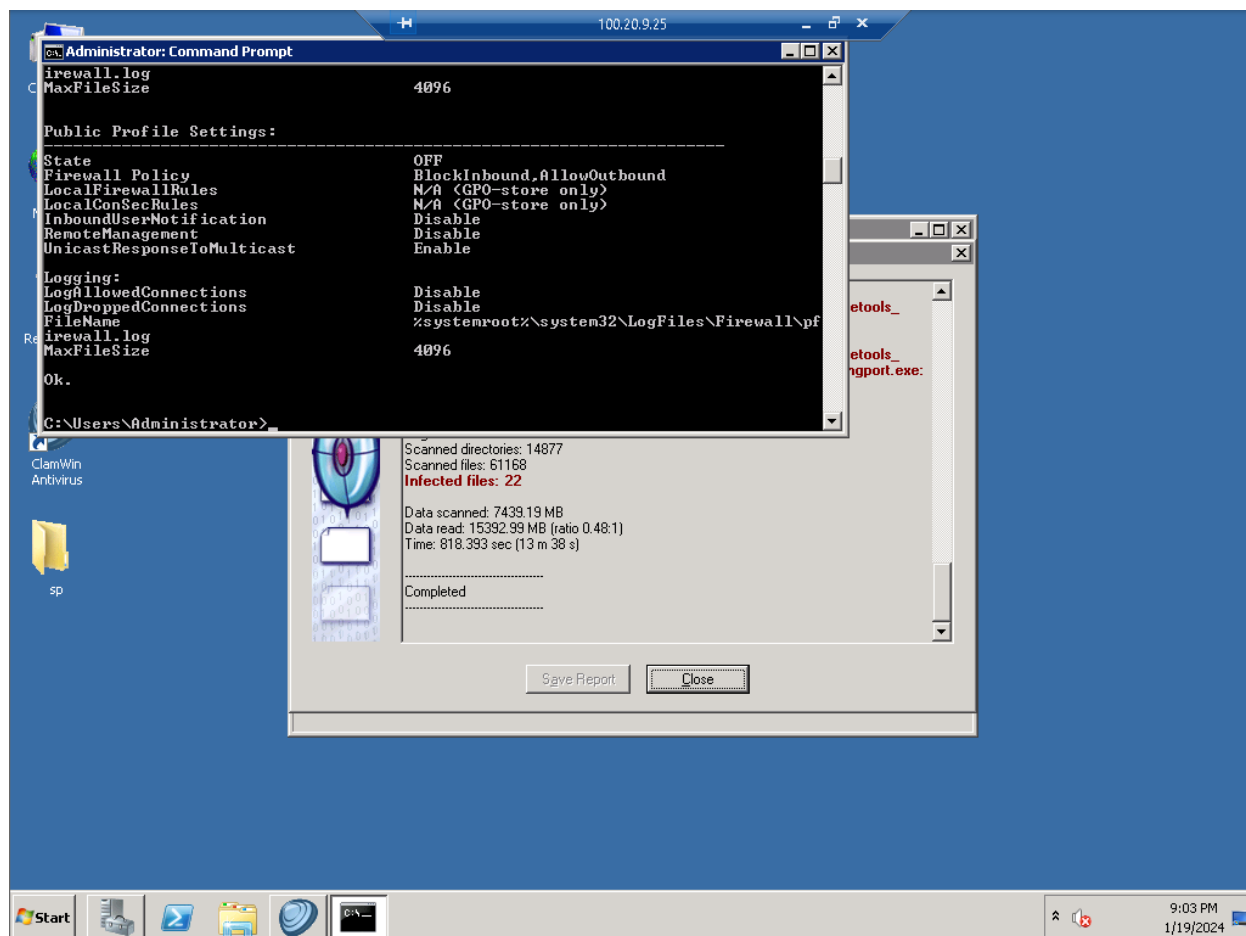 100.20.9.25
Administrator: Command Prompt
irewall.log
MaxFileSize 4096
Public Profile Settings:
----------------------------------------------------------------------
State OFF
Firewall Policy BlockInbound,AllowOutbound
LocalFirewallRules N/A (GPO-store only)
LocalConSecRules N/A (GPO-store only)
InboundUserNotification Disable
RemoteManagement Disable
UnicastResponseToMulticast Enable
Logging:
LogAllowedConnections Disable
LogDroppedConnections Disable
FileName %systemroot%\system32\LogFiles\Firewall\pf
irewall.log
MaxFileSize 4096
Ok.
C:\Users\Administrator>_
etools_
etools_
ngport.exe:
Scanned directories: 14877
Scanned files: 61168
Infected files: 22
Data scanned: 7439.19 MB
Data read: 15392.99 MB (ratio 0.48:1)
Time: 818.393 sec (13 m 38 s)
--------------------------------------
Completed
--------------------------------------
Save Report
Close
Re
ClamWin
Antivirus
sp
Start
9:03 PM
1/19/2024